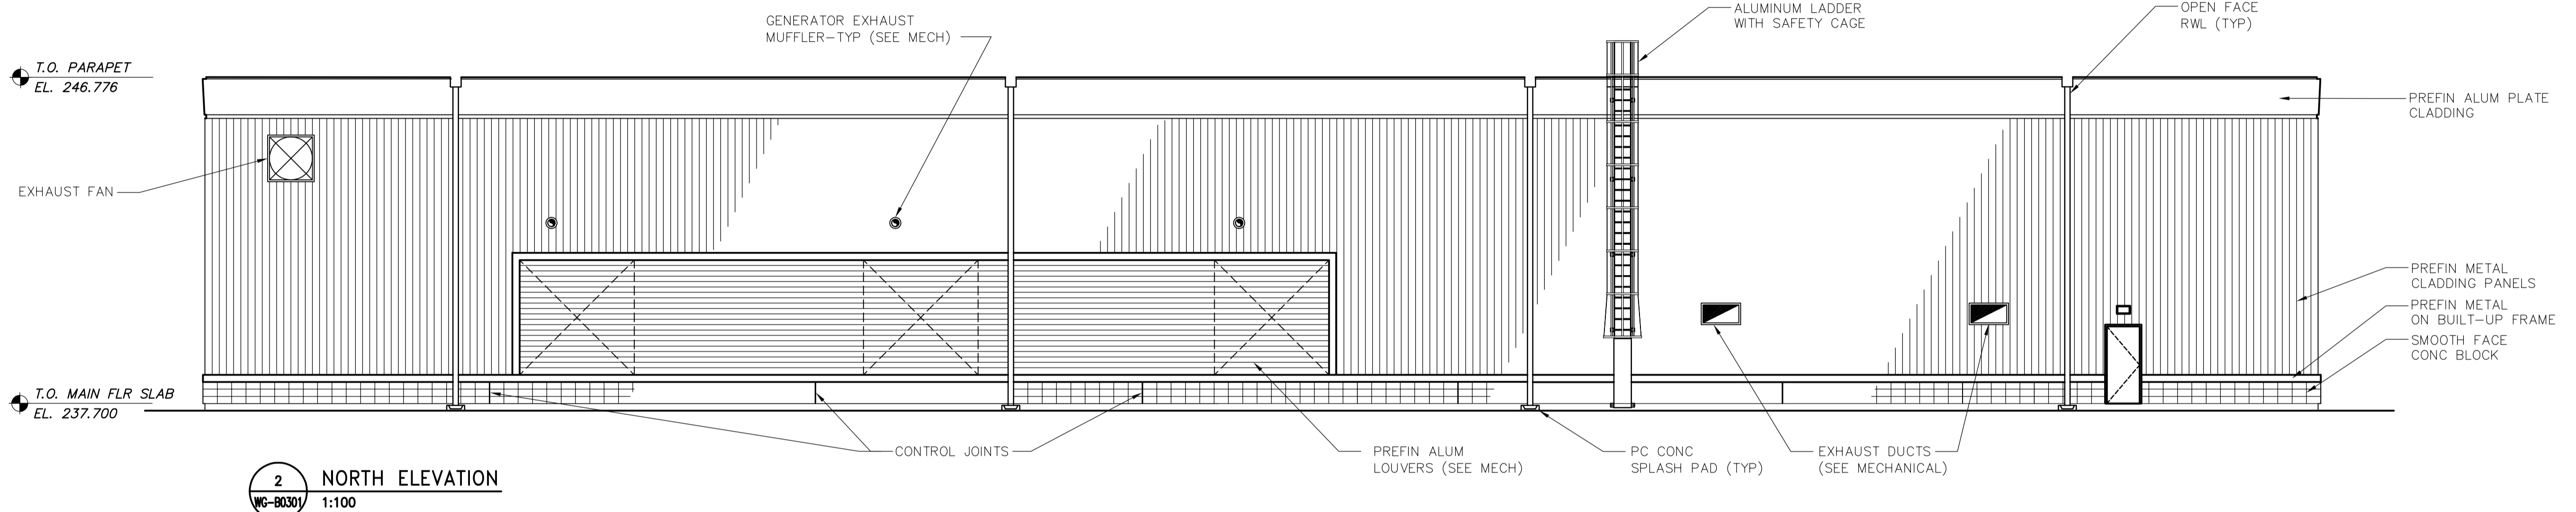 GENERATOR EXHAUST
MUFFLER-TYP (SEE MECH)
ALUMINUM LADDER
WITH SAFETY CAGE
OPEN FACE
RWL (TYP)
T.O. PARAPET
EL. 246.776
PREFIN ALUM PLATE
CLADDING
EXHAUST FAN
PREFIN METAL
CLADDING PANELS
PREFIN METAL
ON BUILT-UP FRAME
SMOOTH FACE
CONC BLOCK
T.O. MAIN FLR SLAB
EL. 237.700
CONTROL JOINTS
PREFIN ALUM
LOUVERS (SEE MECH)
PC CONC
SPLASH PAD (TYP)
EXHAUST DUCTS
(SEE MECHANICAL)
2
WG-B0301
NORTH ELEVATION
1:100